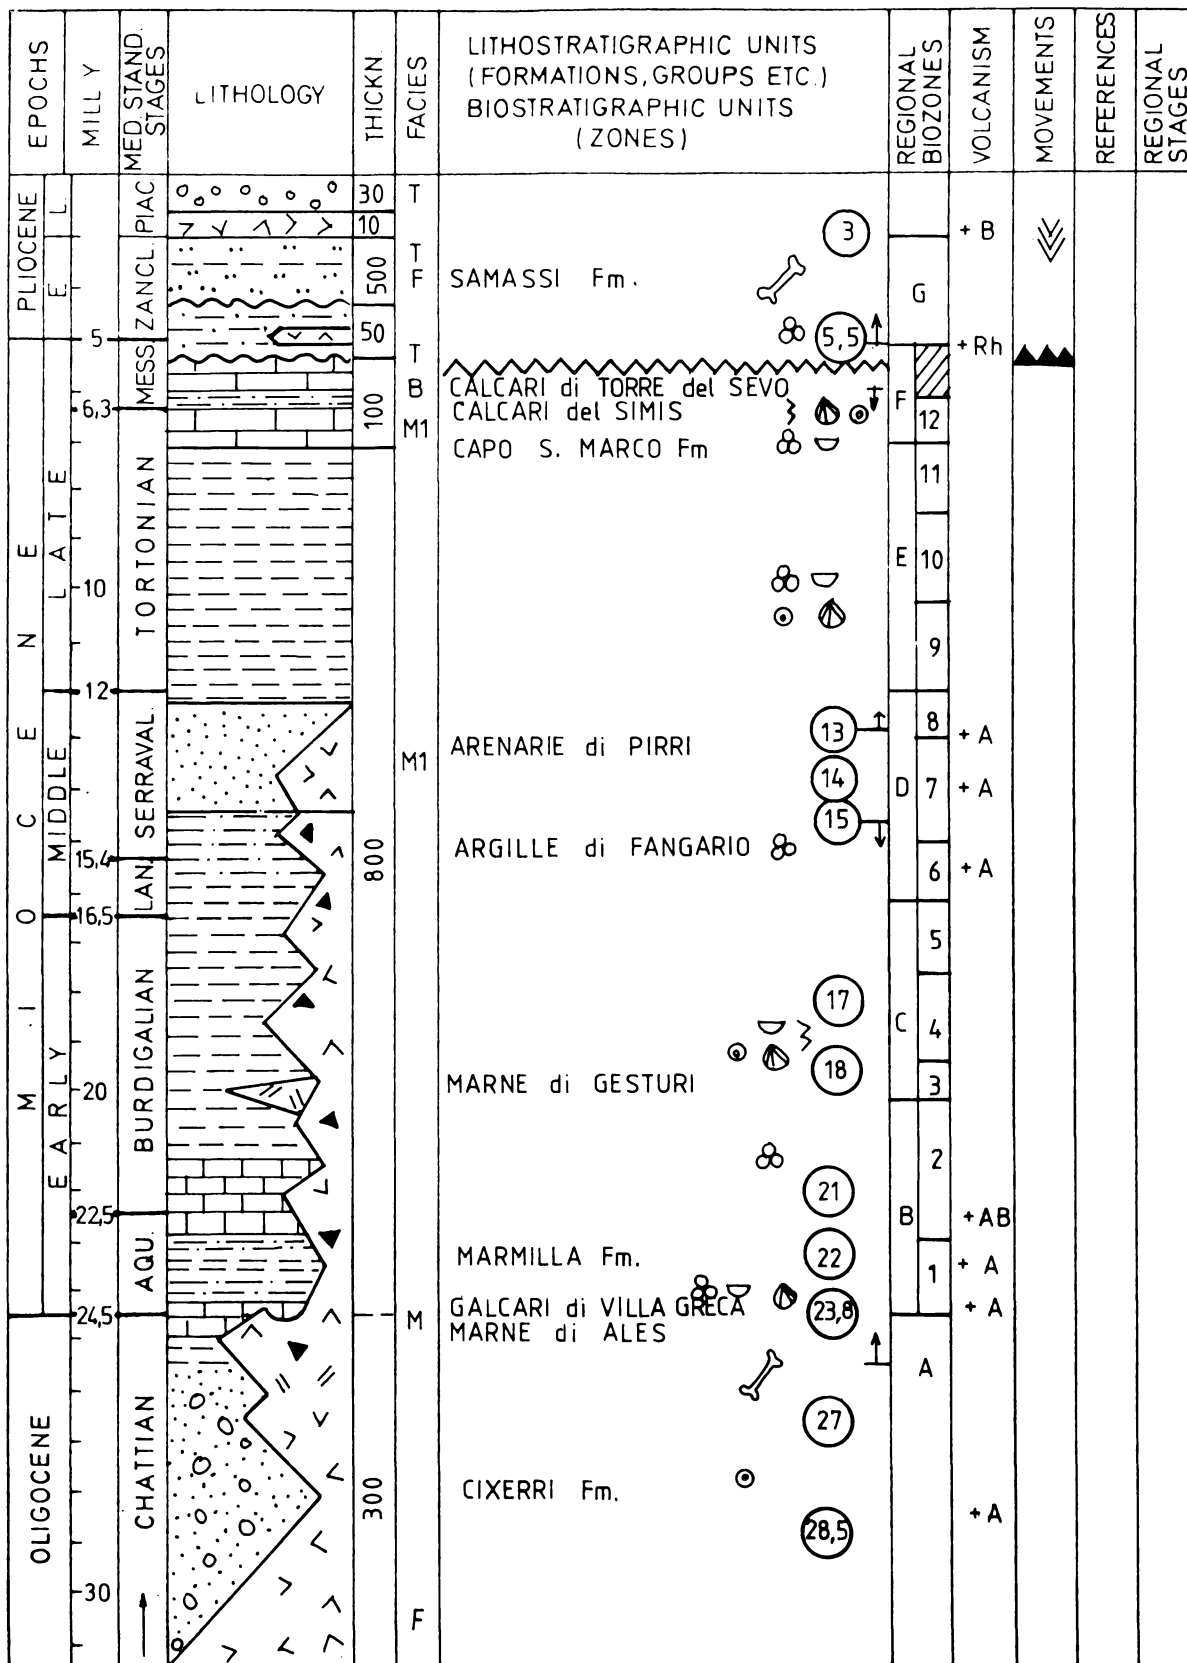 EPOCHS
MILL Y
MED. STAND. STAGES
LITHOLOGY
THICKN
FACIES
LITHOSTRATIGRAPHIC UNITS
(FORMATIONS, GROUPS ETC.)
BIOSTRATIGRAPHIC UNITS
(ZONES)
REGIONAL BIOZONES
VOLCANISM
MOVEMENTS
REFERENCES
REGIONAL STAGES
PLIOCENE
L.
E
PIAC.
30 T
10
3
+ B
ZANCL.
T
F
500
SAMASSI Fm.
G
5
50
5,5
+Rh
T
MESS.
B
CALCARI di TORRE del SEVO
F
6,3
100
M1
CALCARI del SIMIS
12
CAPO S. MARCO Fm
11
MIOCENE
LATE
TORTONIAN
E
10
10
9
12
MIDDLE
SERRAVAL.
8
13
ARENARIE di PIRRI
+ A
M1
14
D
7
+ A
15
ARGILLE di FANGARIO
800
15,4
LAN.
6
+ A
16,5
5
EARLY
BURDIGALIAN
17
C
4
18
MARNE di GESTURI
3
20
2
21
22,5
B
+ AB
AQU.
MARMILLA Fm.
22
1
+ A
24,5
M
GALCARI di VILLA GRECA
23,8
+ A
MARNE di ALES
A
OLIGOCENE
CHATTIAN
27
300
CIXERRI Fm.
28,5
+ A
30
F